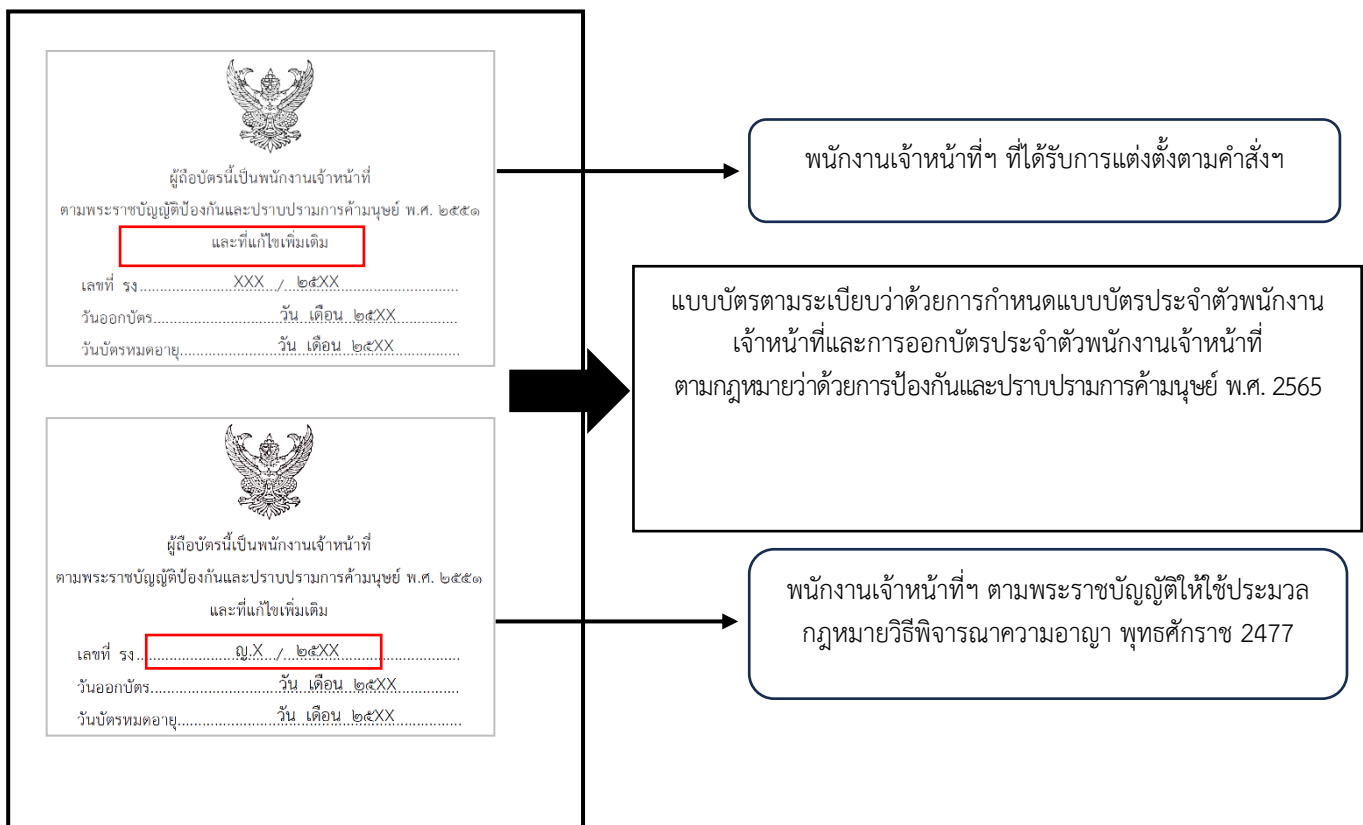 ผู้ถือบัตรนี้เป็นพนักงานเจ้าหน้าที่
ตามพระราชบัญญัติป้องกันและปราบปรามการค้ามนุษย์ พ.ศ. ๒๕๕๑
และที่แก้ไขเพิ่มเติม
เลขที่ รง.......................XXX.../...๒๕XX.............................
วันออกบัตร.............................วัน เดือน ๒๕XX.................
วันบัตรหมดอายุ........................วัน เดือน ๒๕XX.................
พนักงานเจ้าหน้าที่ฯ ที่ได้รับการแต่งตั้งตามคำสั่งฯ
แบบบัตรตามระเบียบว่าด้วยการกำหนดแบบบัตรประจำตัวพนักงาน
เจ้าหน้าที่และการออกบัตรประจำตัวพนักงานเจ้าหน้าที่
ตามกฎหมายว่าด้วยการป้องกันและปราบปรามการค้ามนุษย์ พ.ศ. 2565
ผู้ถือบัตรนี้เป็นพนักงานเจ้าหน้าที่
ตามพระราชบัญญัติป้องกันและปราบปรามการค้ามนุษย์ พ.ศ. ๒๕๕๑
และที่แก้ไขเพิ่มเติม
เลขที่ รง.......................ญ.X.../...๒๕XX.............................
วันออกบัตร.............................วัน เดือน ๒๕XX.................
วันบัตรหมดอายุ........................วัน เดือน ๒๕XX.................
พนักงานเจ้าหน้าที่ฯ ตามพระราชบัญญัติให้ใช้ประมวล
กฎหมายวิธีพิจารณาความอาญา พุทธศักราช 2477